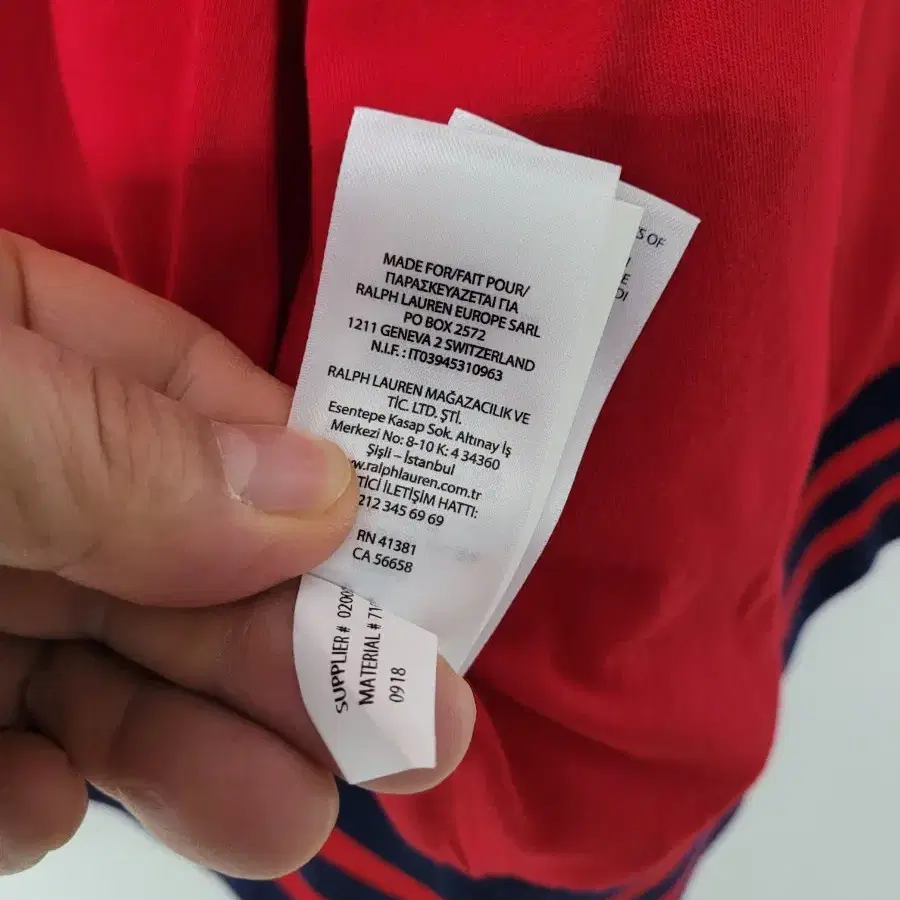 MADE FOR/FAIT POUR/
ΠΑΡΑΣΚΕΥΑΖΕΤΑΙ ΓΙΑ
RALPH LAUREN EUROPE SARL
PO BOX 2572
1211 GENEVA 2 SWITZERLAND
N.I.F. : IT03945310963
RALPH LAUREN MAĞAZACILIK VE
TİC. LTD. ŞTİ.
Esentepe Kasap Sok. Altınay İş
Merkezi No: 8-10 K: 4 34360
Şişli – İstanbul
w.ralphlauren.com.tr
TİCİ İLETİŞİM HATTI:
212 345 69 69
RN 41381
CA 56658
SUPPLIER # 0200
MATERIAL # 71
0918
OF